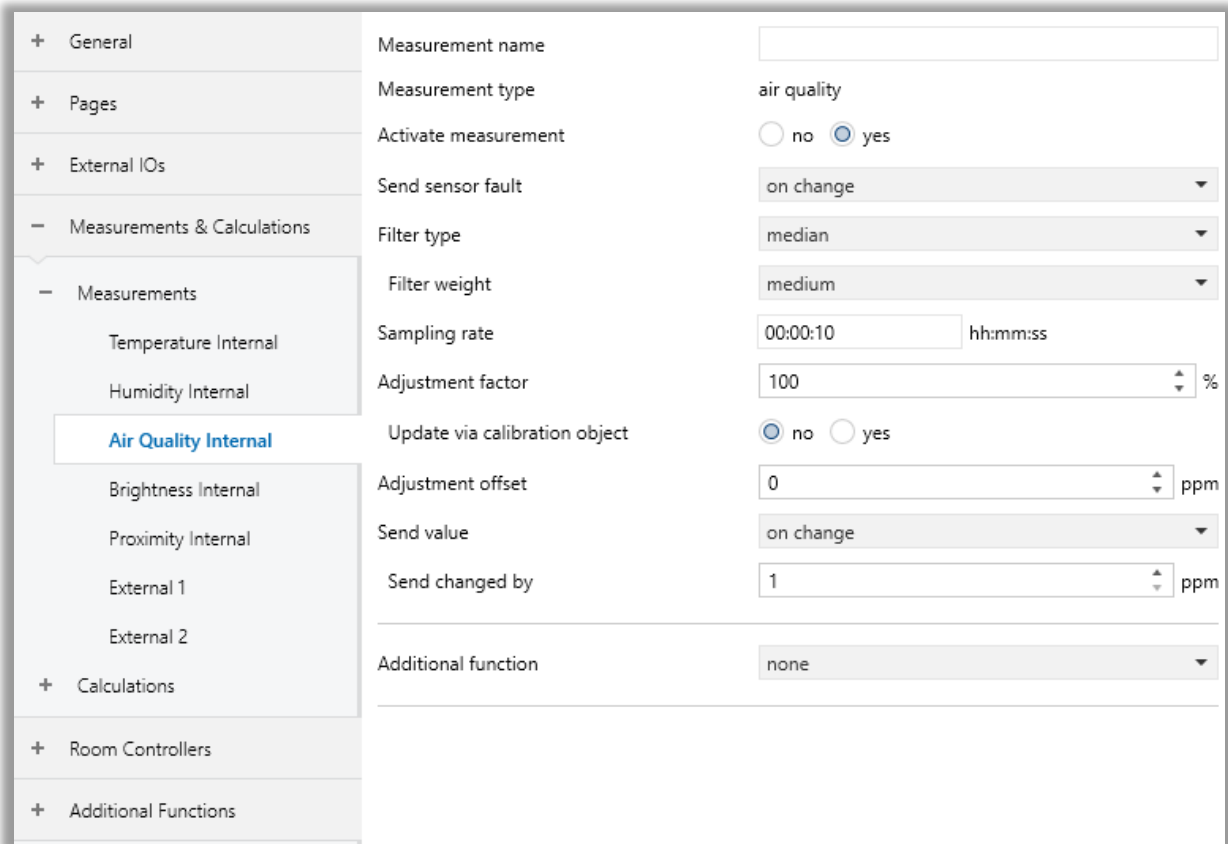 + General
+ Pages
+ External IOs
− Measurements & Calculations
− Measurements
Temperature Internal
Humidity Internal
Air Quality Internal
Brightness Internal
Proximity Internal
External 1
External 2
+ Calculations
+ Room Controllers
+ Additional Functions
Measurement name
Measurement type air quality
Activate measurement no yes
Send sensor fault on change
Filter type median
Filter weight medium
Sampling rate 00:00:10 hh:mm:ss
Adjustment factor 100 %
Update via calibration object no yes
Adjustment offset 0 ppm
Send value on change
Send changed by 1 ppm
Additional function none